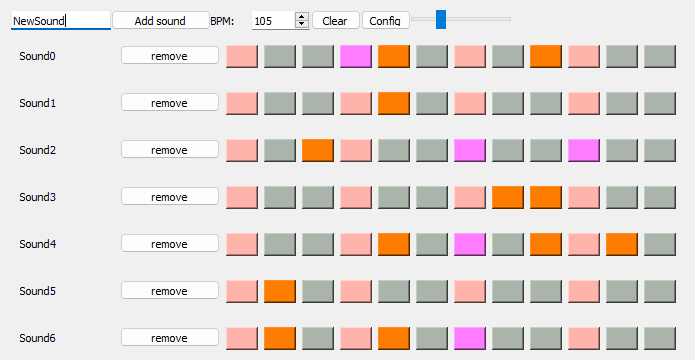 NewSound Add sound BPM: 105 Clear Config
Sound0 remove
Sound1 remove
Sound2 remove
Sound3 remove
Sound4 remove
Sound5 remove
Sound6 remove